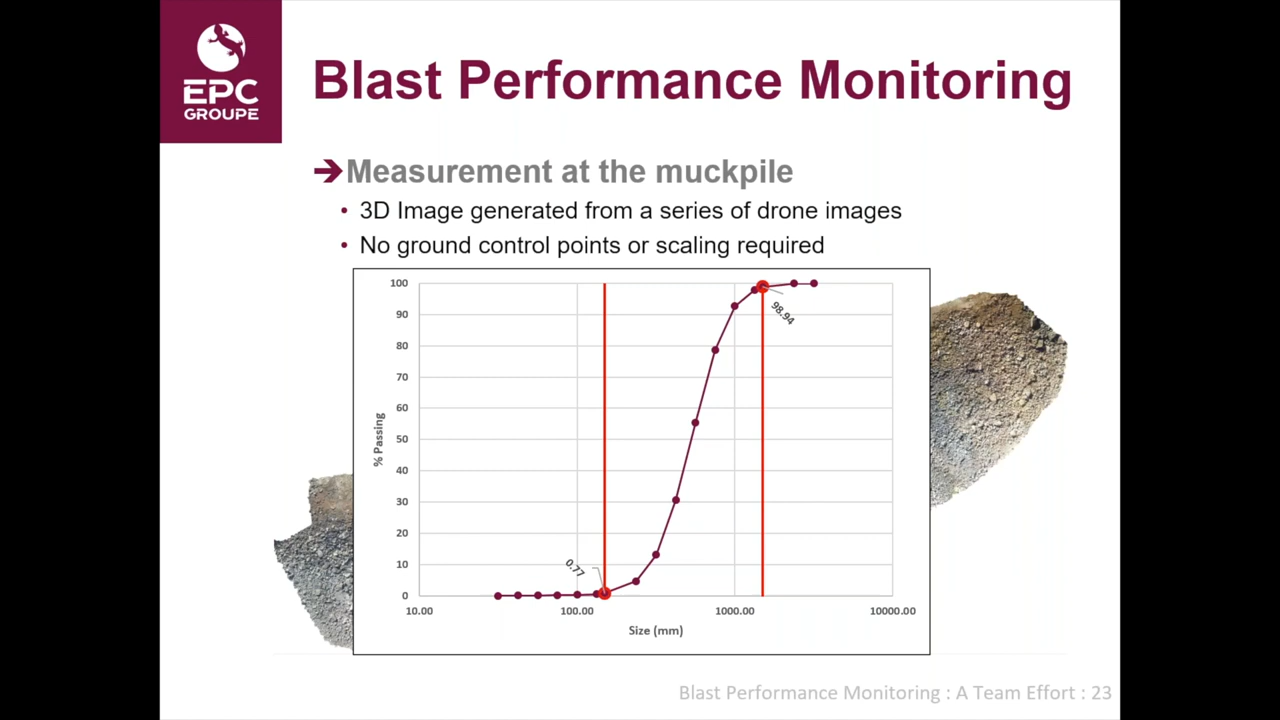 EPC
GROUPE
Blast Performance Monitoring
➔Measurement at the muckpile
• 3D Image generated from a series of drone images
• No ground control points or scaling required
100
90
80
70
60
50
40
30
20
10
0
% Passing
98.94
0.77
10.00
100.00
1000.00
10000.00
Size (mm)
Blast Performance Monitoring : A Team Effort : 23